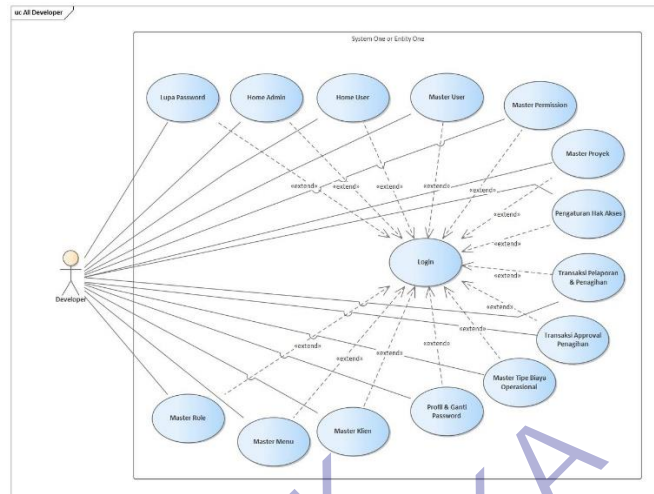 uc All Developer
System One or Entity One
Lupa Password
Home Admin
Home User
Master User
Master Permission
Master Proyek
Pengaturan Hak Akses
«extend»
«extend»
«extend»
«extend»
«extend»
«extend»
«extend»
Login
Developer
Transaksi Pelaporan
& Penagihan
«extend»
«extend»
Transaksi Approval
Penagihan
«extend»
«extend»
«extend»
«extend»
«extend»
Master Tipe Biaya
Operasional
Profil & Ganti
Password
Master Role
Master Menu
Master Klien